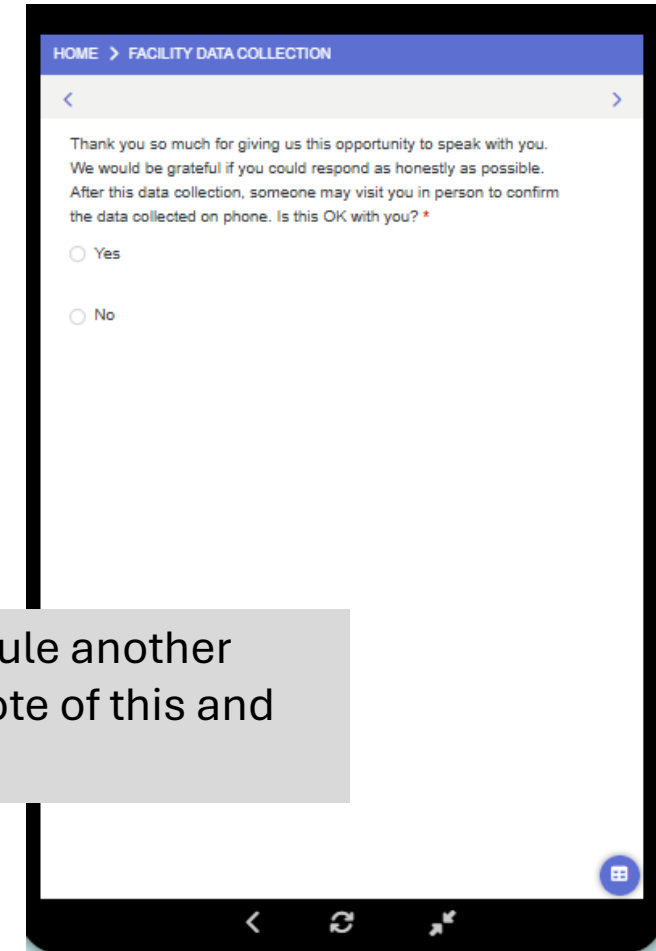 HOME > FACILITY DATA COLLECTION
Thank you so much for giving us this opportunity to speak with you.
We would be grateful if you could respond as honestly as possible.
After this data collection, someone may visit you in person to confirm
the data collected on phone. Is this OK with you? *
Yes
No
ule another
ote of this and